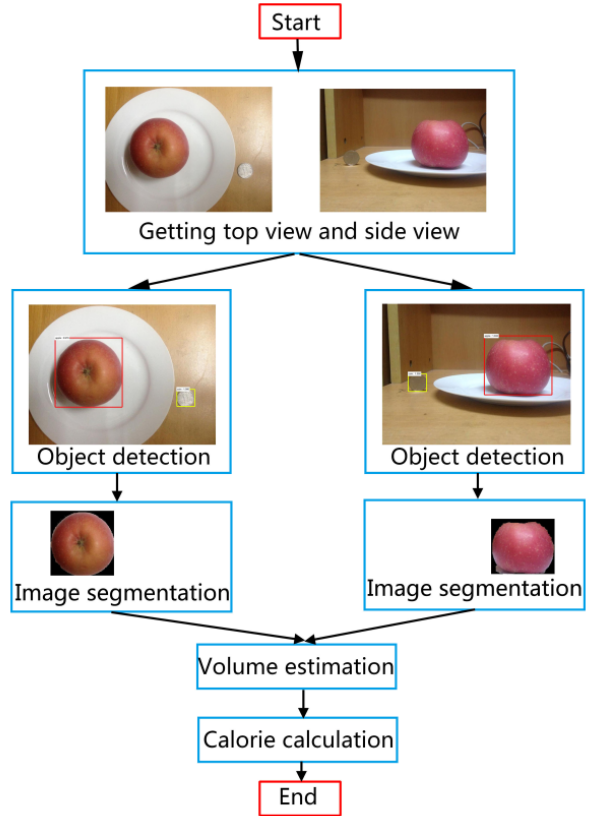 Start
Getting top view and side view
Object detection
Object detection
Image segmentation
Image segmentation
Volume estimation
Calorie calculation
End